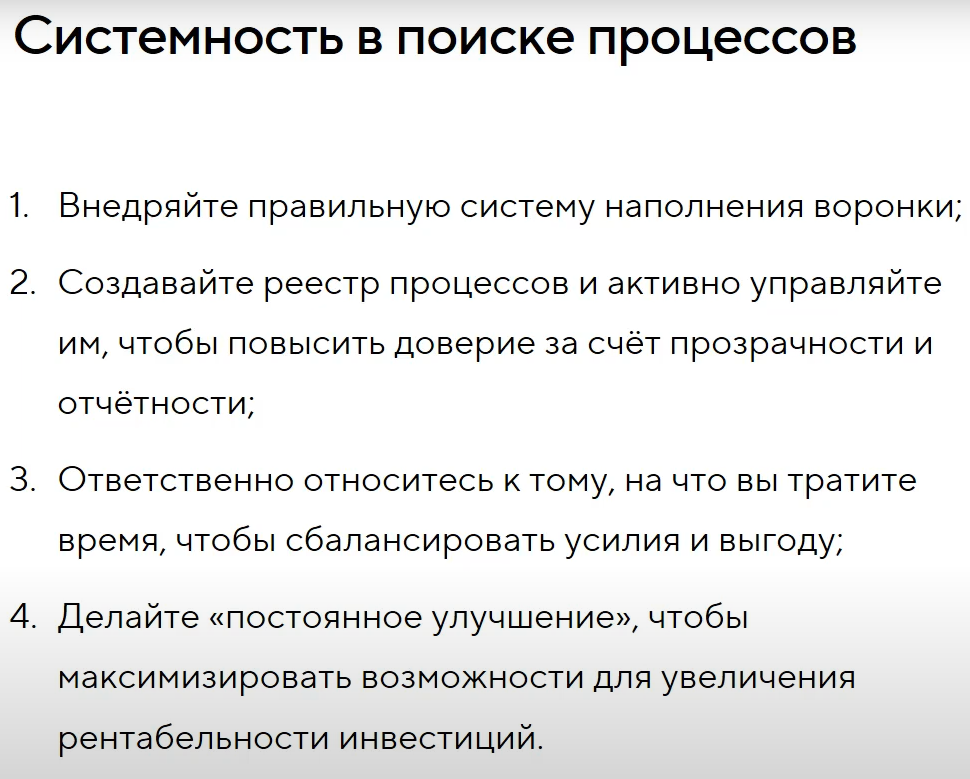 Системность в поиске процессов
1. Внедряйте правильную систему наполнения воронки;
2. Создавайте реестр процессов и активно управляйте
им, чтобы повысить доверие за счёт прозрачности и
отчётности;
3. Ответственно относитесь к тому, на что вы тратите
время, чтобы сбалансировать усилия и выгоду;
4. Делайте «постоянное улучшение», чтобы
максимизировать возможности для увеличения
рентабельности инвестиций.